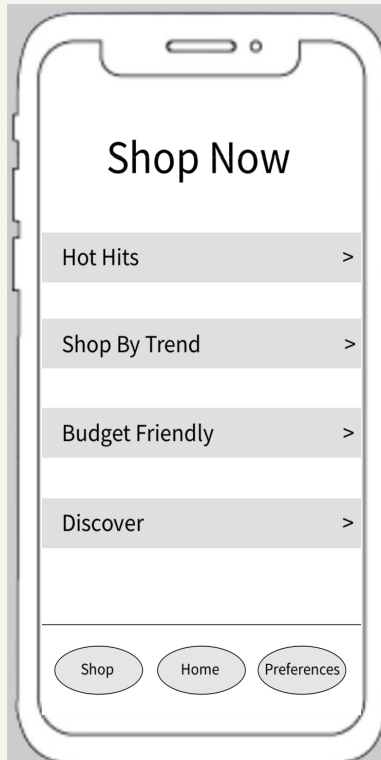 Shop Now
Hot Hits >
Shop By Trend >
Budget Friendly >
Discover >
Shop Home Preferences